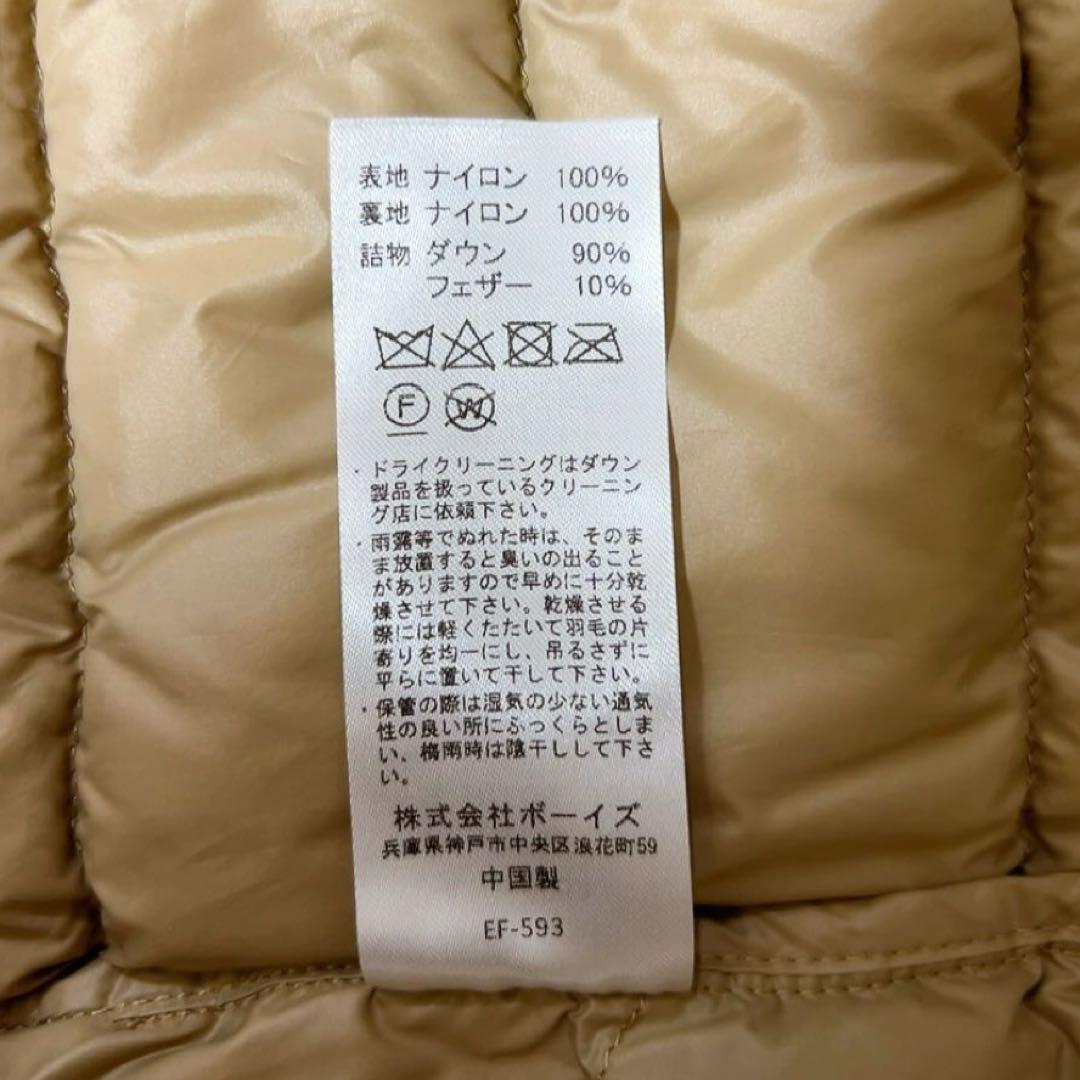 表地 ナイロン 100%
裏地 ナイロン 100%
詰物 ダウン 90%
フェザー 10%
F
W
・ドライクリーニングはダウン
製品を扱っているクリーニン
グ店に依頼下さい。
・雨露等でぬれた時は、そのま
ま放置すると臭いの出ること
がありますので早めに十分乾
燥させて下さい。乾燥させる
際には軽くたたいて羽毛の片
寄りを均一にし、吊るさずに
平らに置いて干して下さい。
・保管の際は湿気の少ない通気
性の良い所にふっくらとしま
い、梅雨時は陰干しして下さ
い。
株式会社ボーイズ
兵庫県神戸市中央区浪花町59
中国製
EF-593